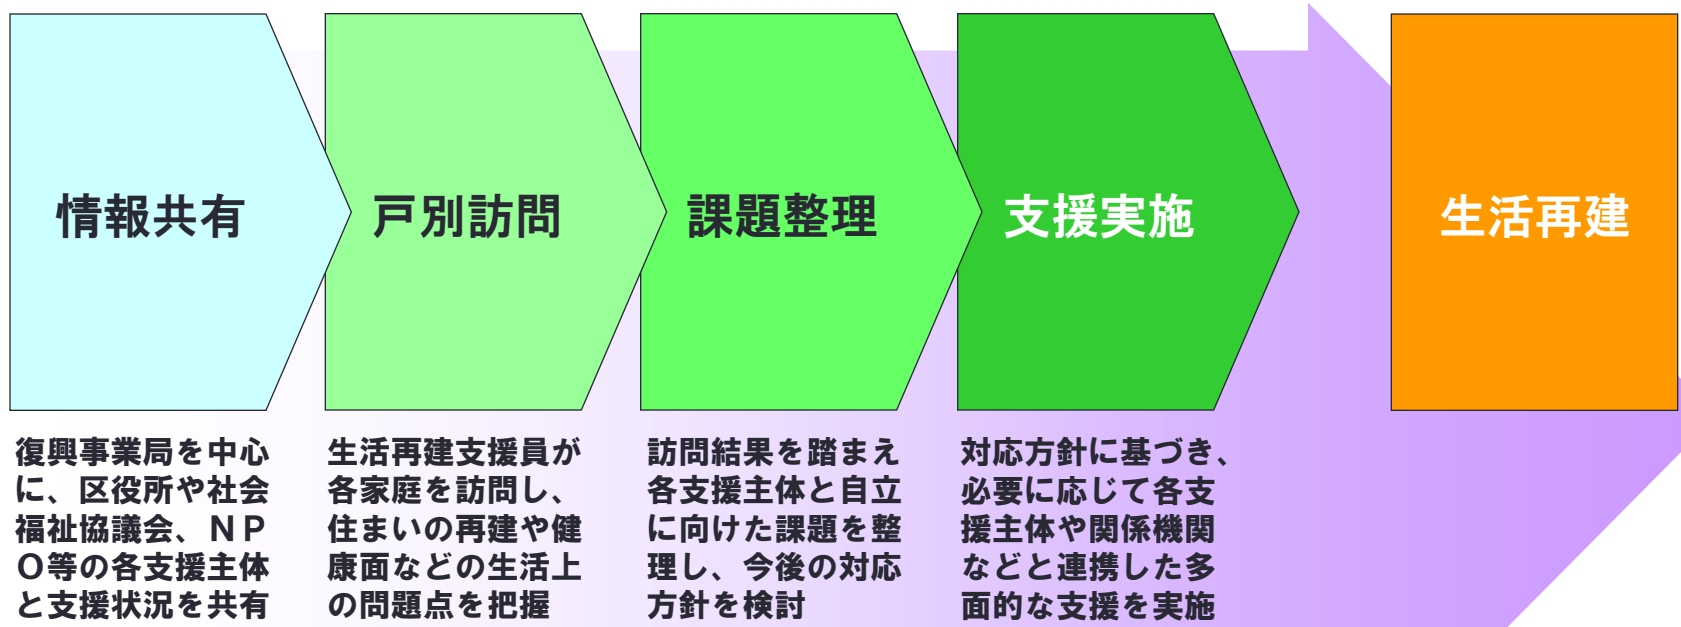 情報共有
戸別訪問
課題整理
支援実施
生活再建
復興事業局を中心
に、区役所や社会
福祉協議会、ＮＰ
Ｏ等の各支援主体
と支援状況を共有
生活再建支援員が
各家庭を訪問し、
住まいの再建や健
康面などの生活上
の問題点を把握
訪問結果を踏まえ
各支援主体と自立
に向けた課題を整
理し、今後の対応
方針を検討
対応方針に基づき、
必要に応じて各支
援主体や関係機関
などと連携した多
面的な支援を実施